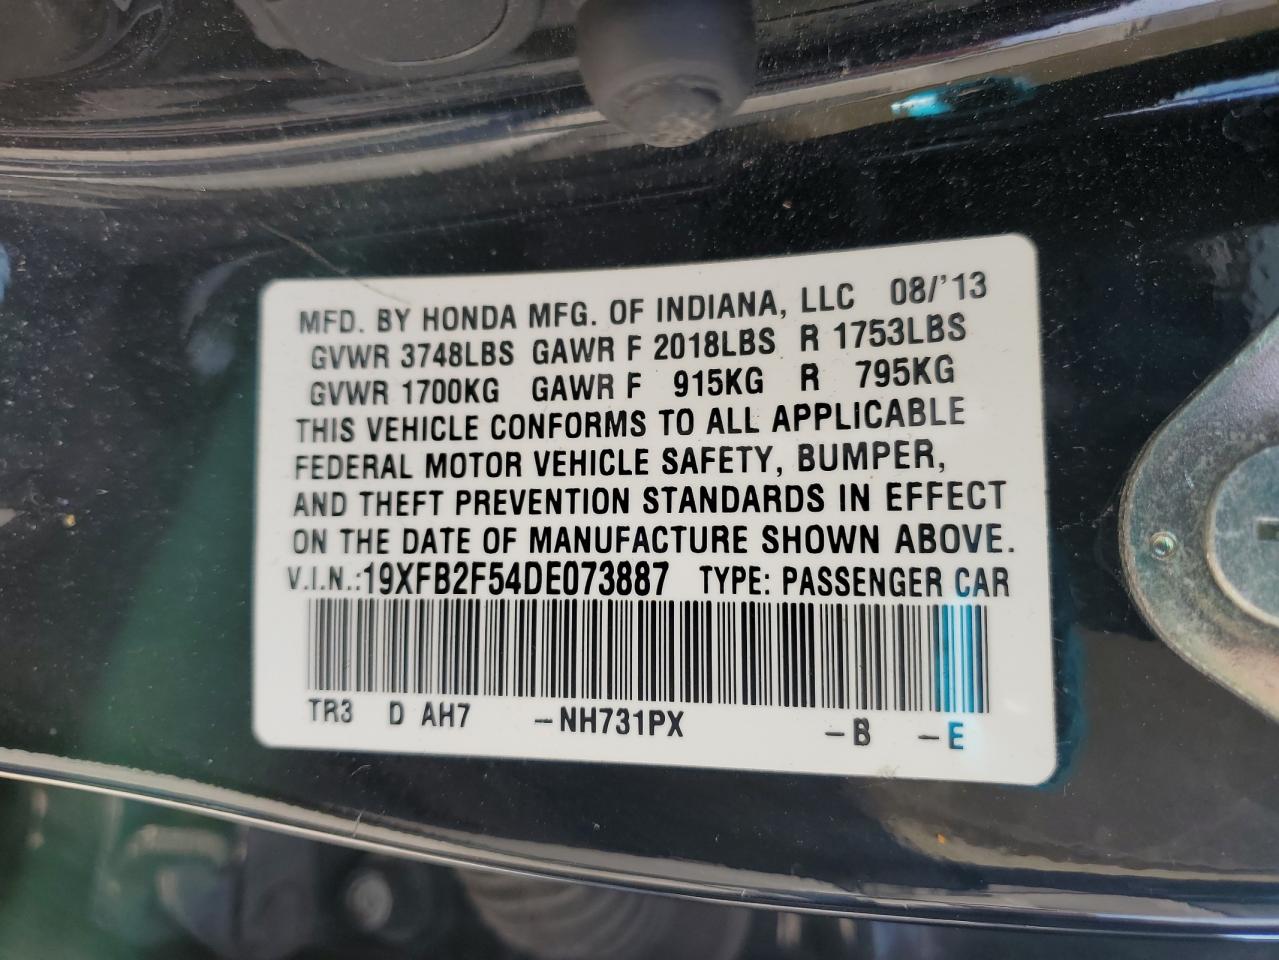 MFD. BY HONDA MFG. OF INDIANA, LLC 08/'13
GVWR 3748LBS GAWR F 2018LBS R 1753LBS
GVWR 1700KG GAWR F 915KG R 795KG
THIS VEHICLE CONFORMS TO ALL APPLICABLE
FEDERAL MOTOR VEHICLE SAFETY, BUMPER,
AND THEFT PREVENTION STANDARDS IN EFFECT
ON THE DATE OF MANUFACTURE SHOWN ABOVE.
V.I.N.:19XFB2F54DE073887 TYPE: PASSENGER CAR
TR3 D AH7 –NH731PX –B –E